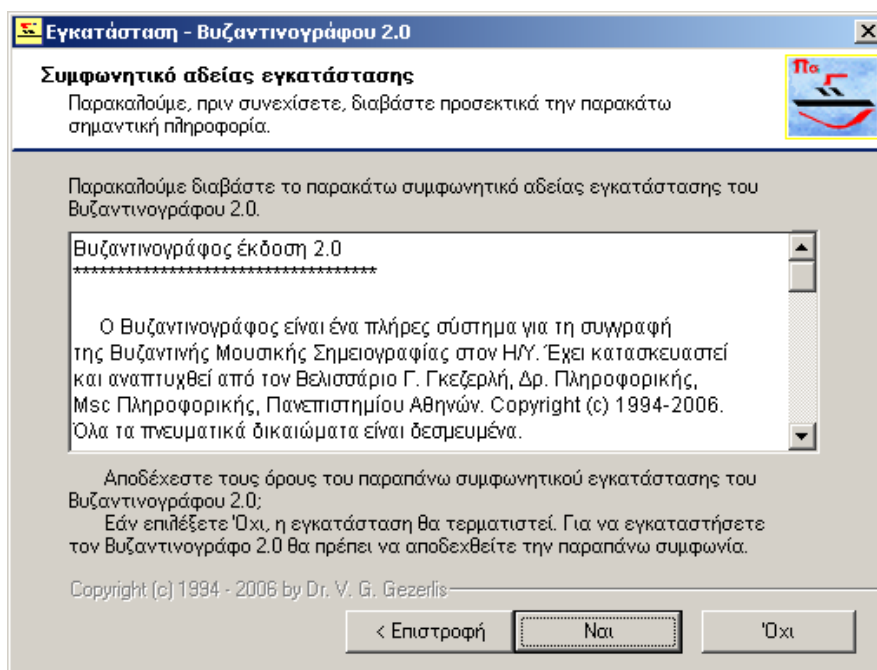 Εγκατάσταση - Βυζαντινογράφου 2.0
Συμφωνητικό αδείας εγκατάστασης
Παρακαλούμε, πριν συνεχίσετε, διαβάστε προσεκτικά την παρακάτω
σημαντική πληροφορία.
Πα
Παρακαλούμε διαβάστε το παρακάτω συμφωνητικό αδείας εγκατάστασης του
Βυζαντινογράφου 2.0.
Βυζαντινογράφος έκδοση 2.0
***********************************
Ο Βυζαντινογράφος είναι ένα πλήρες σύστημα για τη συγγραφή
της Βυζαντινής Μουσικής Σημειογραφίας στον Η/Υ. Έχει κατασκευαστεί
και αναπτυχθεί από τον Βελισσάριο Γ. Γκεζερλή, Δρ. Πληροφορικής,
Msc Πληροφορικής, Πανεπιστημίου Αθηνών. Copyright (c) 1994-2006.
Όλα τα πνευματικά δικαιώματα είναι δεσμευμένα.
Αποδέχεστε τους όρους του παραπάνω συμφωνητικού εγκατάστασης του
Βυζαντινογράφου 2.0;
Εάν επιλέξετε Όχι, η εγκατάσταση θα τερματιστεί. Για να εγκαταστήσετε
τον Βυζαντινογράφο 2.0 θα πρέπει να αποδεχθείτε την παραπάνω συμφωνία.
Copyright (c) 1994 - 2006 by Dr. V. G. Gezerlis
< Επιστροφή
Ναι
Όχι